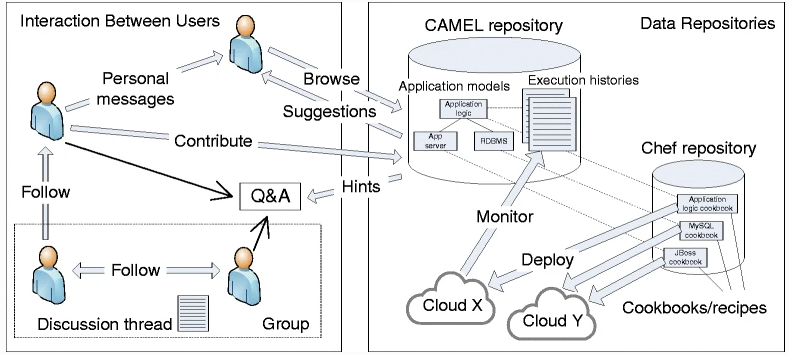 Interaction Between Users
CAMEL repository
Data Repositories
Personal
messages
Browse
Suggestions
Application models
Execution histories
Application
logic
App
server
RDBMS
Contribute
Chef repository
Follow
Q&A
Hints
Monitor
Application
logic cookbook
MySQL
cookbook
JBoss
cookbook
Deploy
Follow
Cloud X
Cloud Y
Cookbooks/recipes
Discussion thread
Group